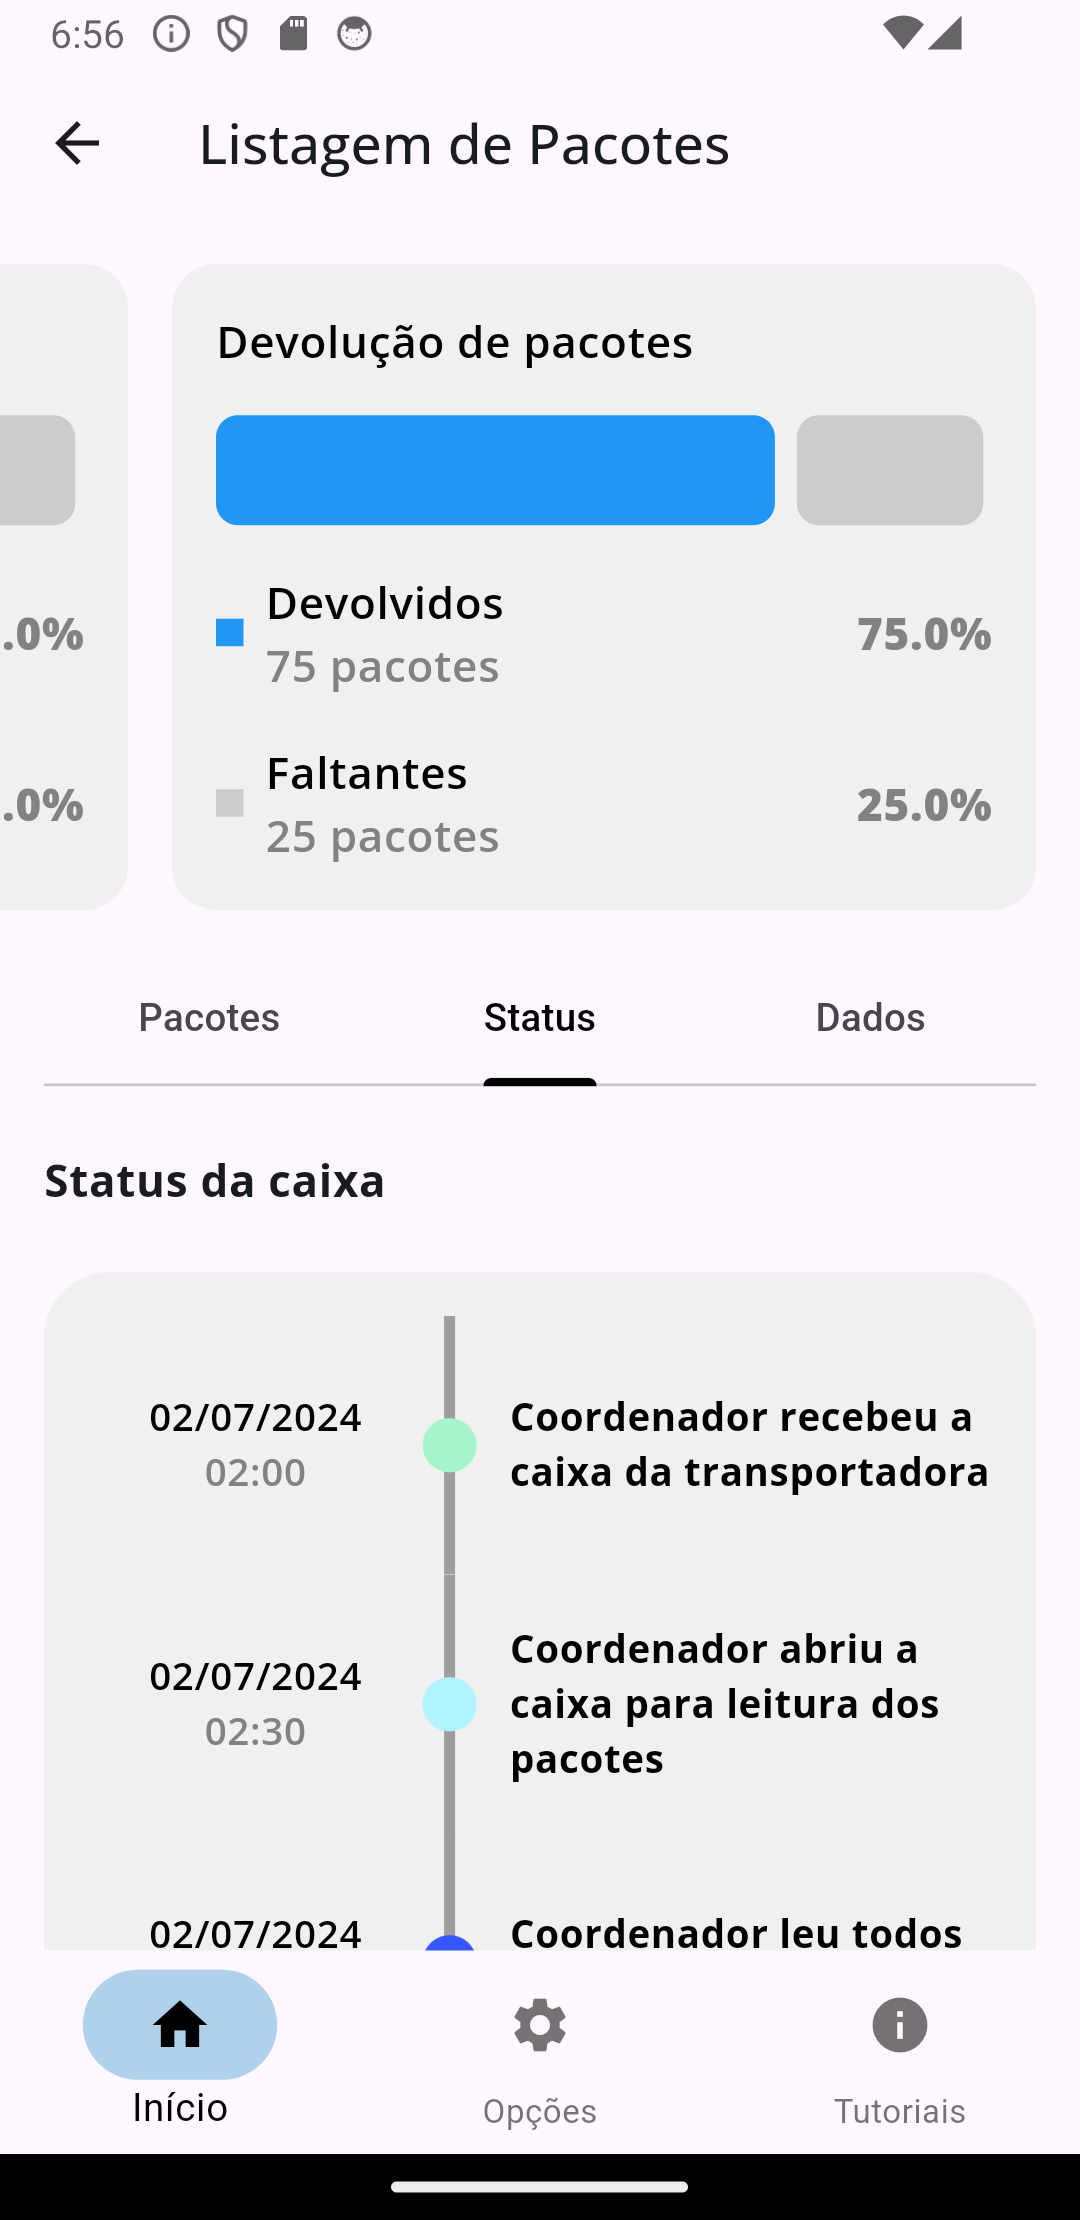 6:56
Listagem de Pacotes
Devolução de pacotes
Devolvidos
75 pacotes
75.0%
.0%
Faltantes
25 pacotes
25.0%
.0%
Pacotes
Status
Dados
Status da caixa
02/07/2024
02:00
Coordenador recebeu a
caixa da transportadora
02/07/2024
02:30
Coordenador abriu a
caixa para leitura dos
pacotes
02/07/2024
Coordenador leu todos
Início
Opções
Tutoriais